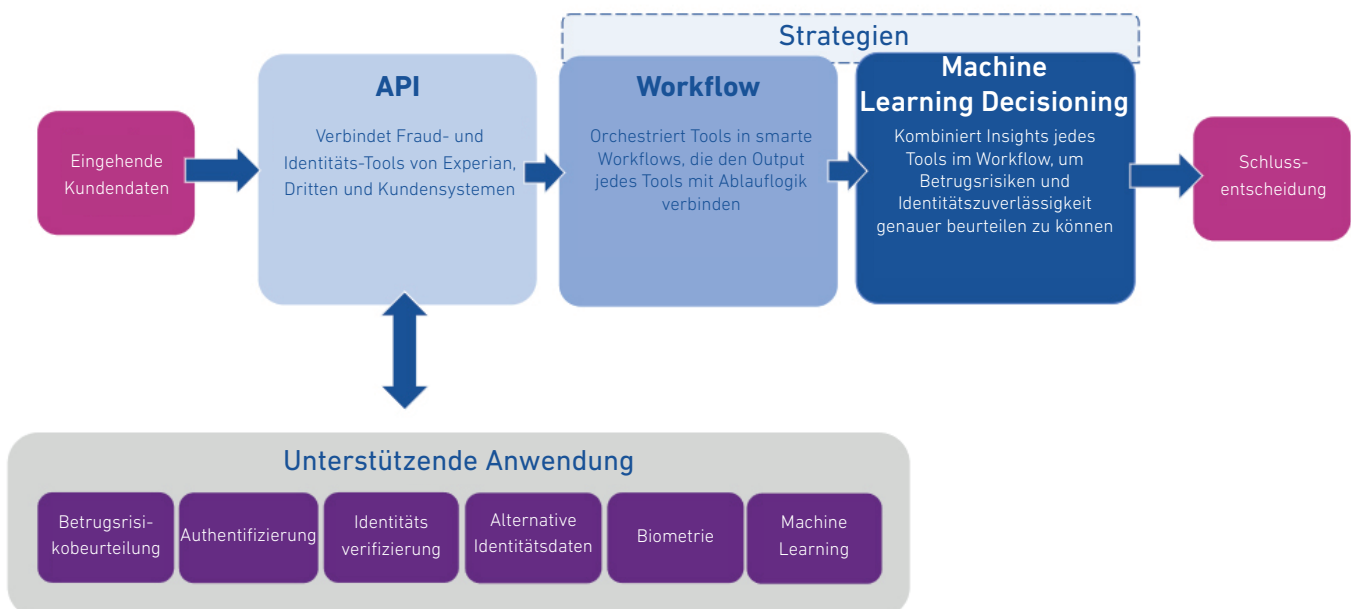 Strategien
API
Verbindet Fraud- und
Identitäts-Tools von Experian,
Dritten und Kundensystemen
Workflow
Orchestriert Tools in smarte
Workflows, die den Output
jedes Tools mit Ablauflogik
verbinden
Machine
Learning Decisioning
Kombiniert Insights jedes
Tools im Workflow, um
Betrugsrisiken und
Identitätszuverlässigkeit
genauer beurteilen zu können
Eingehende
Kundendaten
Schluss-
entscheidung
Unterstützende Anwendung
Betrugsrisi-
kobeurteilung
Authentifizierung
Identitäts
verifizierung
Alternative
Identitätsdaten
Biometrie
Machine
Learning